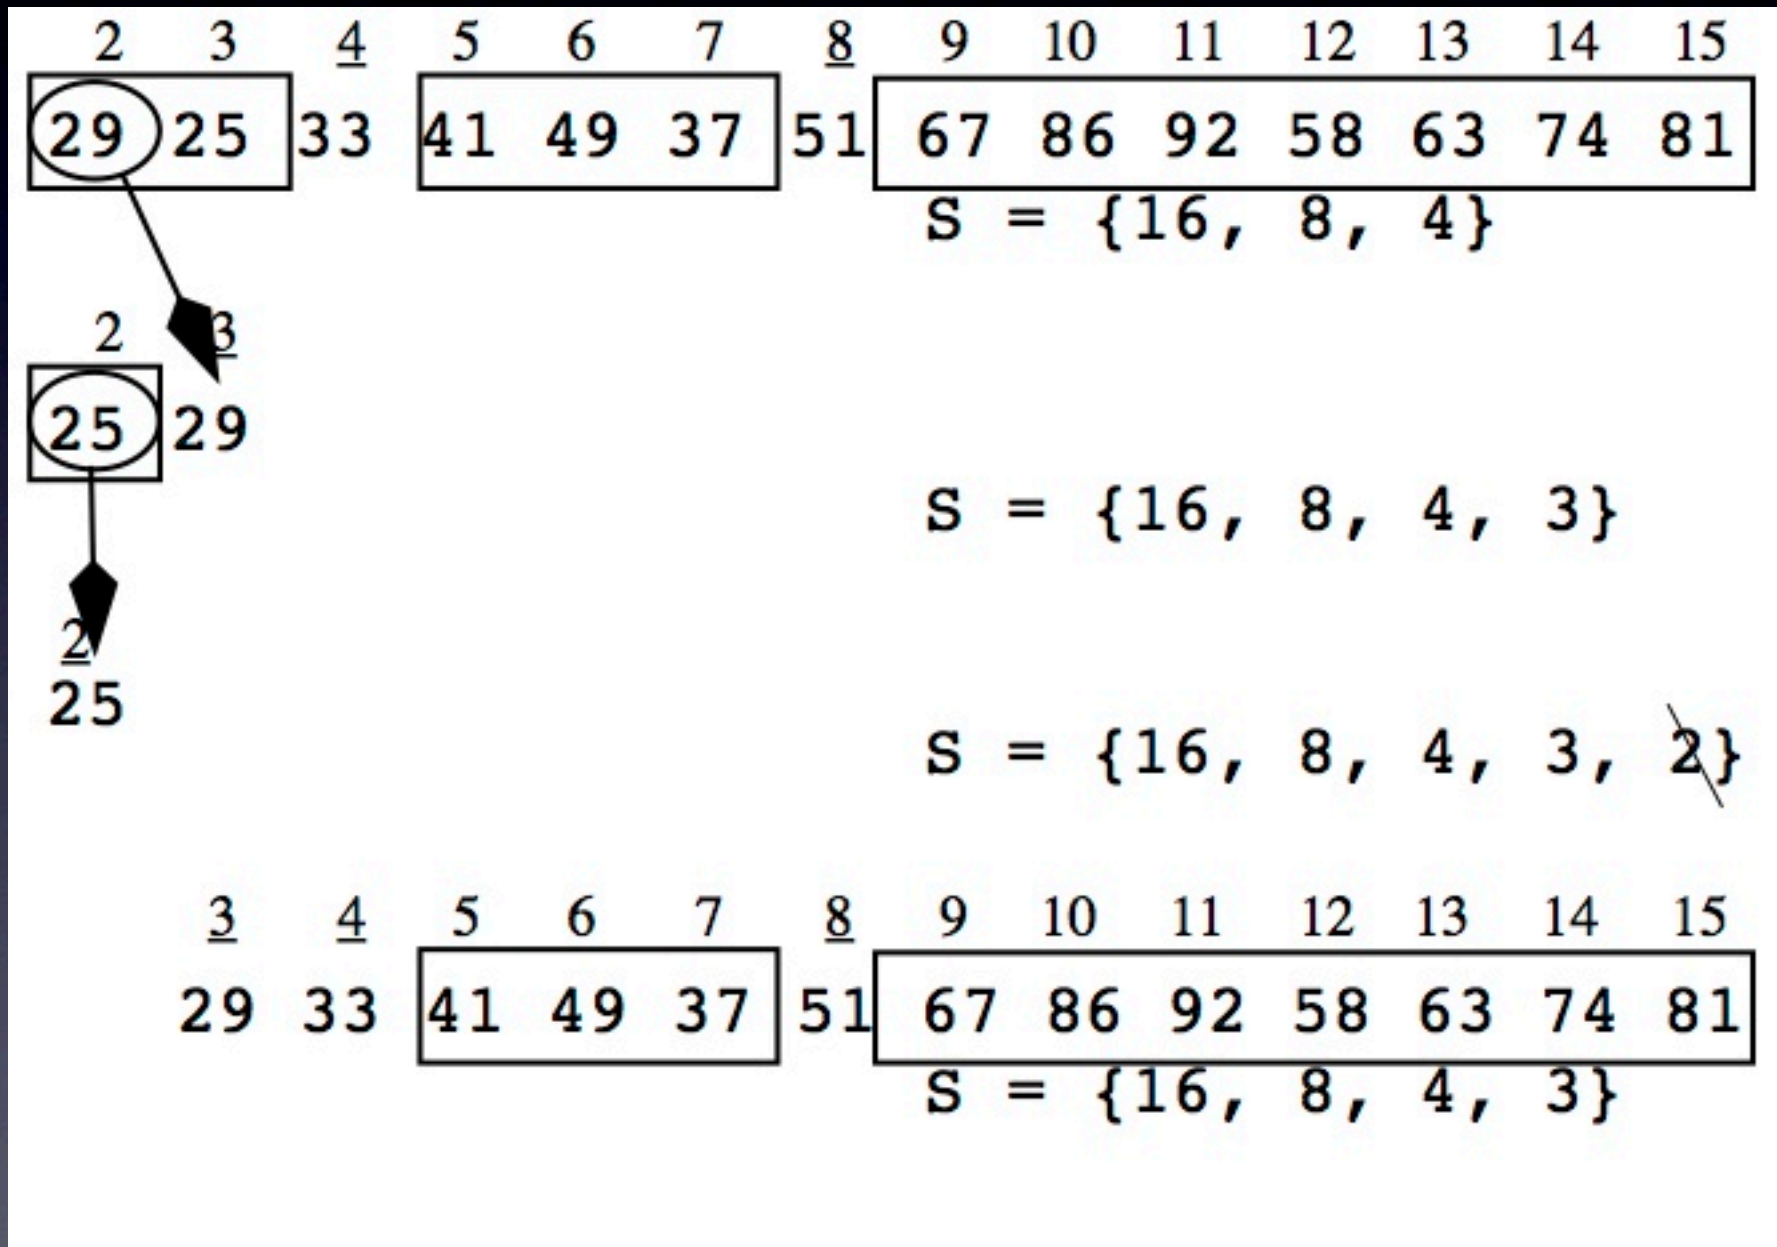 2 3 4 5 6 7 8 9 10 11 12 13 14 15
29 25 33 41 49 37 51 67 86 92 58 63 74 81
S = {16, 8, 4}
2 3
25 29
S = {16, 8, 4, 3}
2
25
S = {16, 8, 4, 3, 2}
3 4 5 6 7 8 9 10 11 12 13 14 15
29 33 41 49 37 51 67 86 92 58 63 74 81
S = {16, 8, 4, 3}